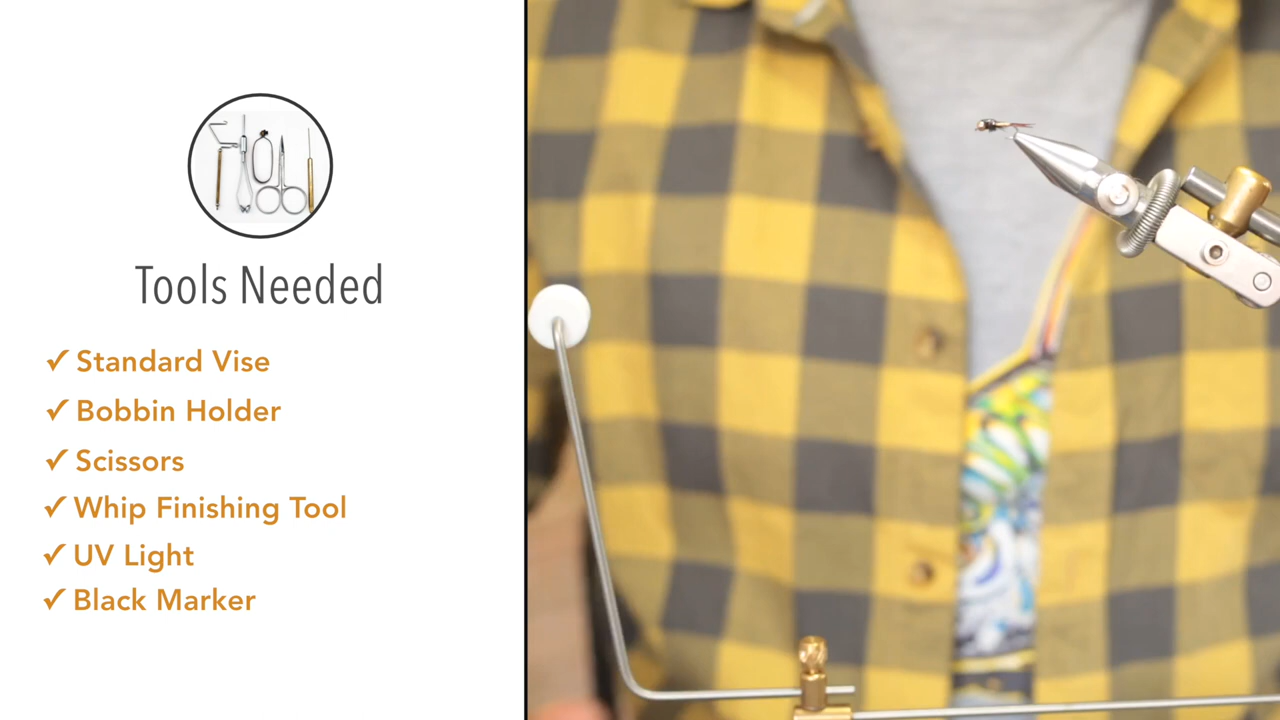 Tools Needed
✓ Standard Vise
✓ Bobbin Holder
✓ Scissors
✓ Whip Finishing Tool
✓ UV Light
✓ Black Marker